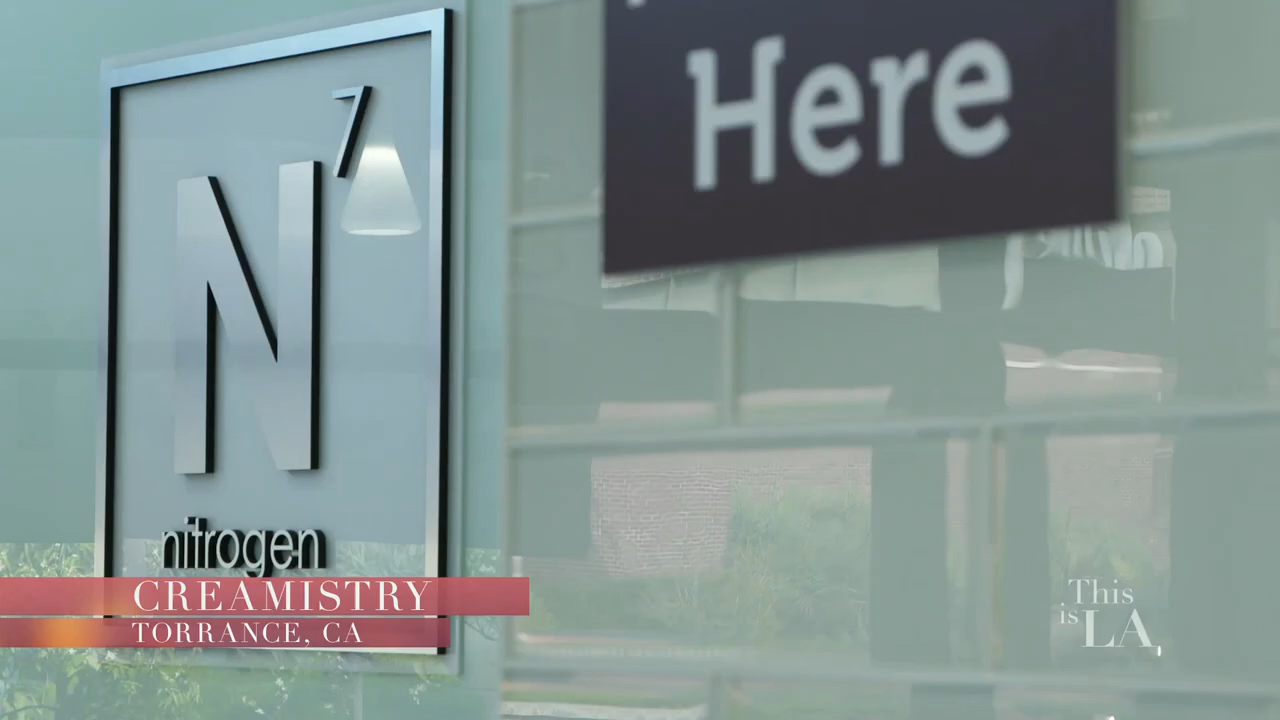 7
N
nitrogen
Here
CREAMISTRY
TORRANCE, CA
This
is LA